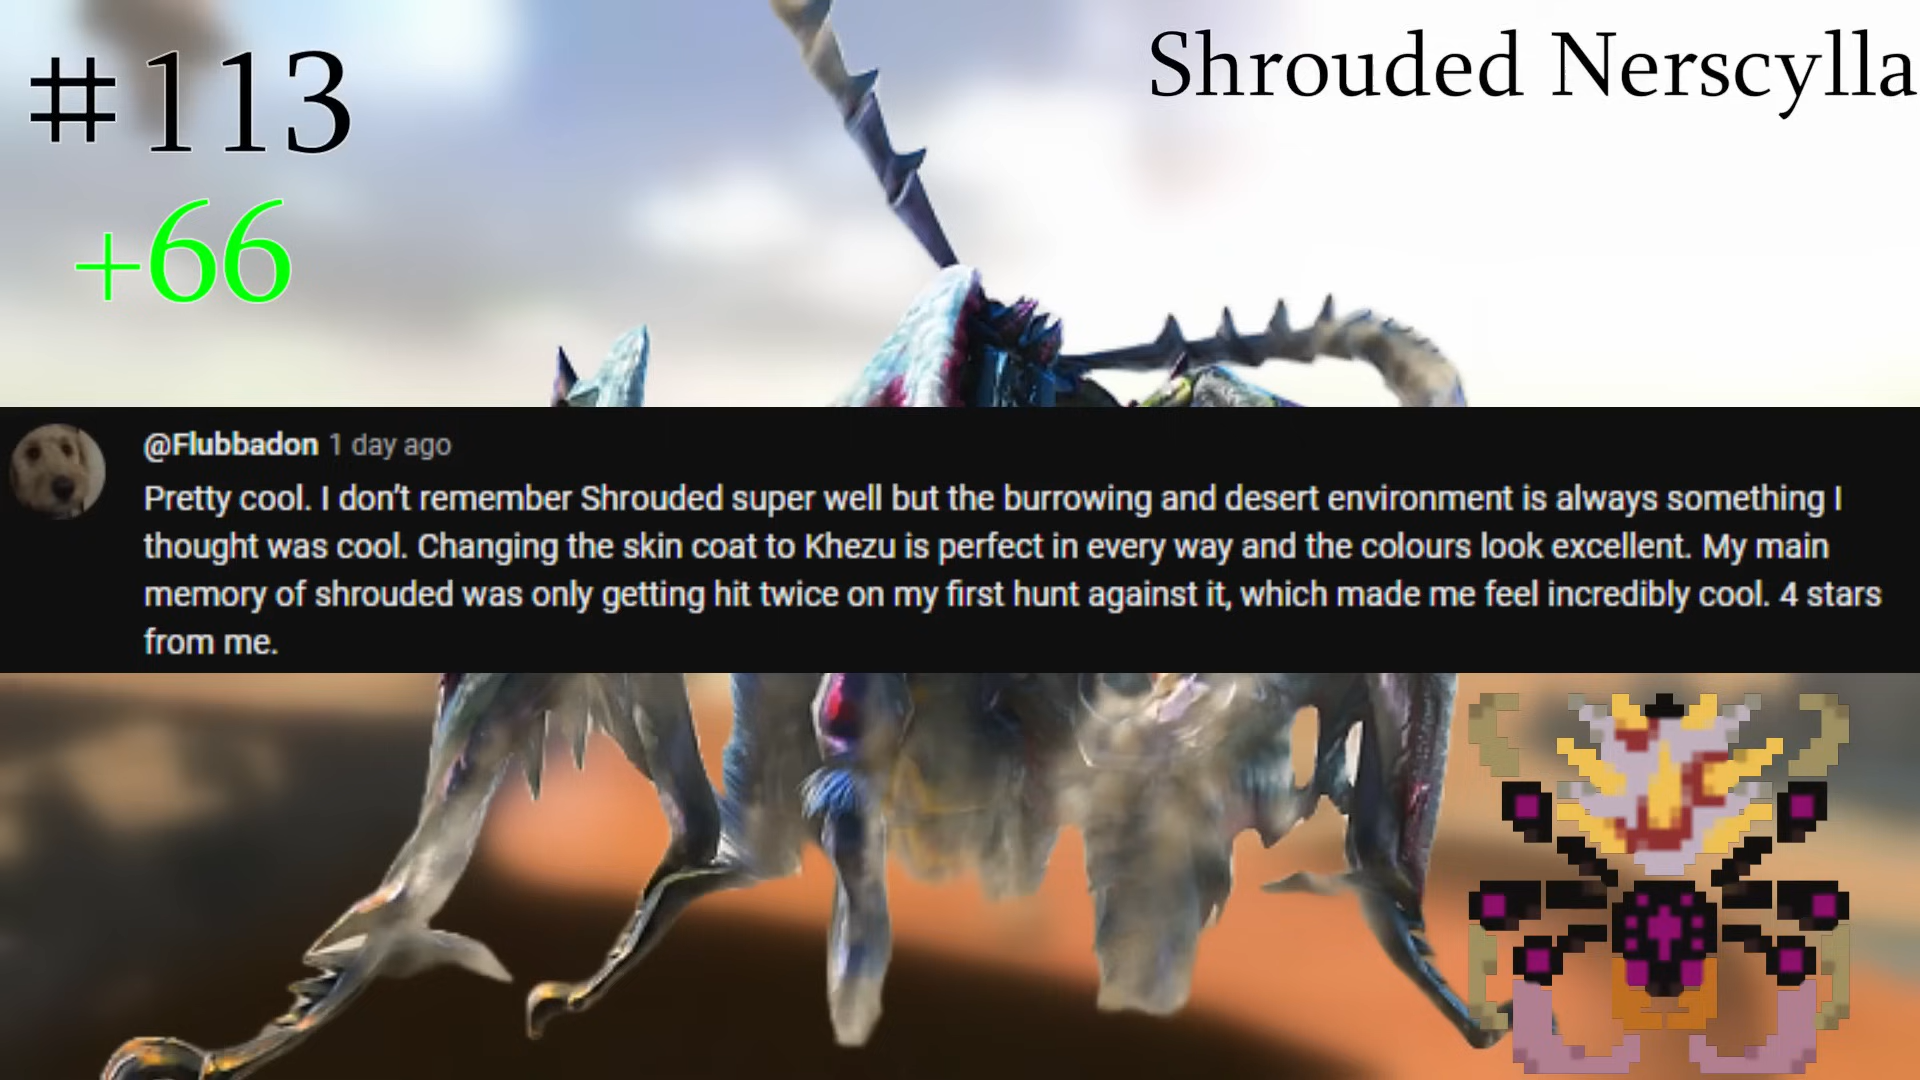 #113
Shrouded Nerscylla
+66
@Flubbadon 1 day ago
Pretty cool. I don’t remember Shrouded super well but the burrowing and desert environment is always something I
thought was cool. Changing the skin coat to Khezu is perfect in every way and the colours look excellent. My main
memory of shrouded was only getting hit twice on my first hunt against it, which made me feel incredibly cool. 4 stars
from me.